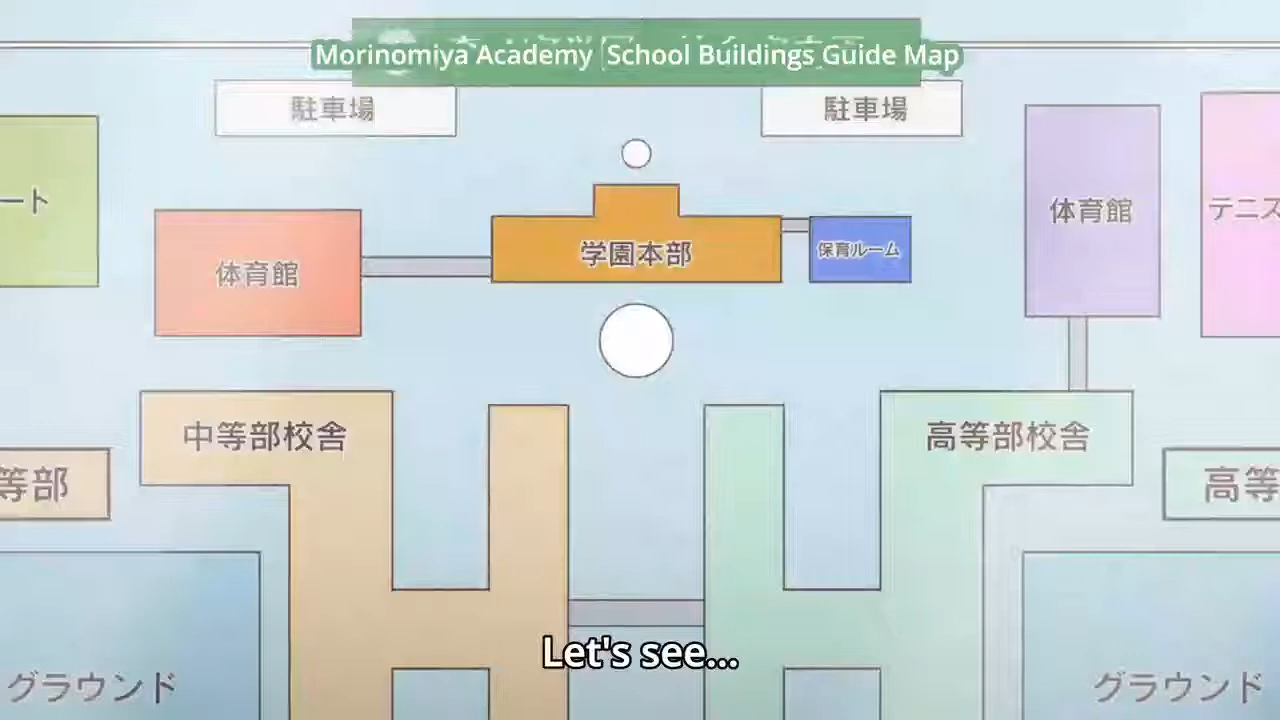 Morinomiya Academy School Buildings Guide Map
駐車場
駐車場
ート
体育館
学園本部
保育ルーム
体育館
テニス
中等部校舎
高等部校舎
等部
高等
グラウンド
グラウンド
Let's see...